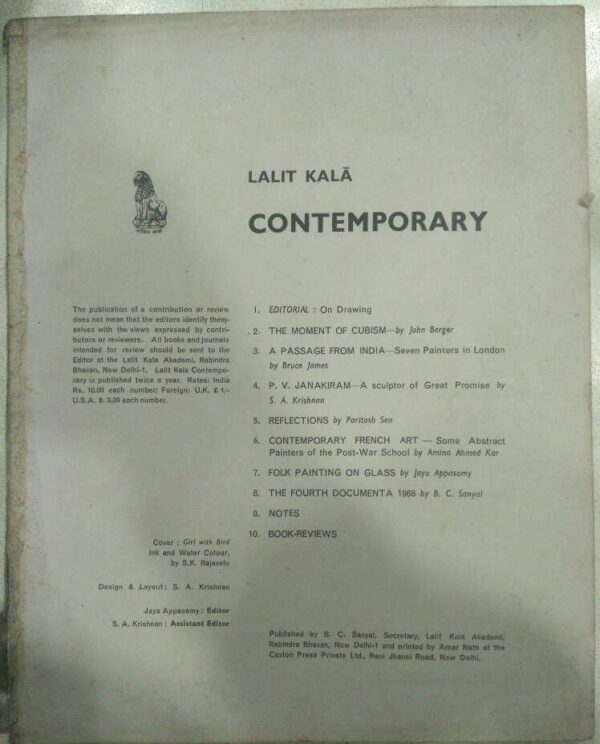 LALIT KALĀ
CONTEMPORARY
The publication of a contribution or review
does not mean that the editors identify them-
selves with the views expressed by contri-
butors or reviewers. All books and journals
intended for review should be sent to the
Editor at the Lalit Kala Akademi, Rabindra
Bhavan, New Delhi-1. Lalit Kala Contempo-
rary is published twice a year. Rates: India
Rs. 10.00 each number; Foreign: U.K. £ 1/-
U.S.A. $. 3.00 each number.
1. EDITORIAL : On Drawing
2. THE MOMENT OF CUBISM—by John Berger
3. A PASSAGE FROM INDIA—Seven Painters in London
by Bruce James
4. P. V. JANAKIRAM—A sculptor of Great Promise by
S. A. Krishnan
5. REFLECTIONS by Paritosh Sen
6. CONTEMPORARY FRENCH ART — Some Abstract
Painters of the Post-War School by Amina Ahmed Kar
7. FOLK PAINTING ON GLASS by Jaya Appasamy
8. THE FOURTH DOCUMENTA 1968 by B. C. Sanyal
9. NOTES
10. BOOK-REVIEWS
Cover : Girl with Bird
Ink and Water Colour,
by S.K. Rajavelu
Design & Layout: S. A. Krishnan
Jaya Appasamy : Editor
S. A. Krishnan : Assistant Editor
Published by B. C. Sanyal, Secretary, Lalit Kala Akademi,
Rabindra Bhavan, New Delhi-1 and printed by Amar Nath at the
Caxton Press Private Ltd., Rani Jhansi Road, New Delhi.